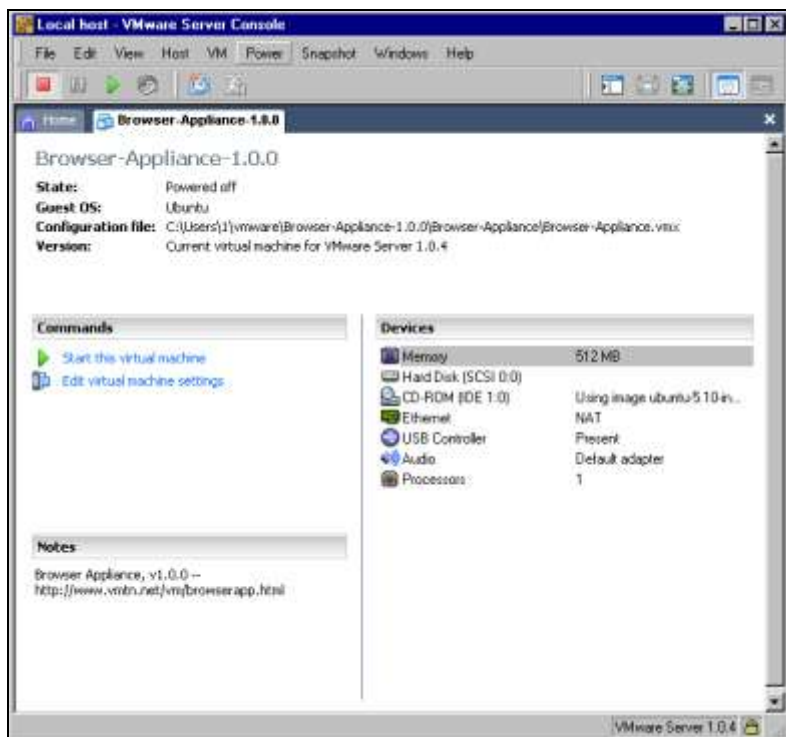 Local host - VMware Server Console
File Edit View Host VM Power Snapshot Windows Help
Home Browser-Appliance-1.0.0
Browser-Appliance-1.0.0
State: Powered off
Guest OS: Ubuntu
Configuration file: C:\Users\1\vmware\Browser-Appliance-1.0.0\Browser-Appliance\Browser-Appliance.vmx
Version: Current virtual machine for VMware Server 1.0.4
Commands
Start this virtual machine
Edit virtual machine settings
Devices
Memory 512 MB
Hard Disk (SCSI 0:0)
CD-ROM (IDE 1:0) Using image ubuntu-5.10-in...
Ethernet NAT
USB Controller Present
Audio Default adapter
Processors 1
Notes
Browser Appliance, v1.0.0 --
http://www.vmtn.net/vm/browserapp.html
VMware Server 1.0.4